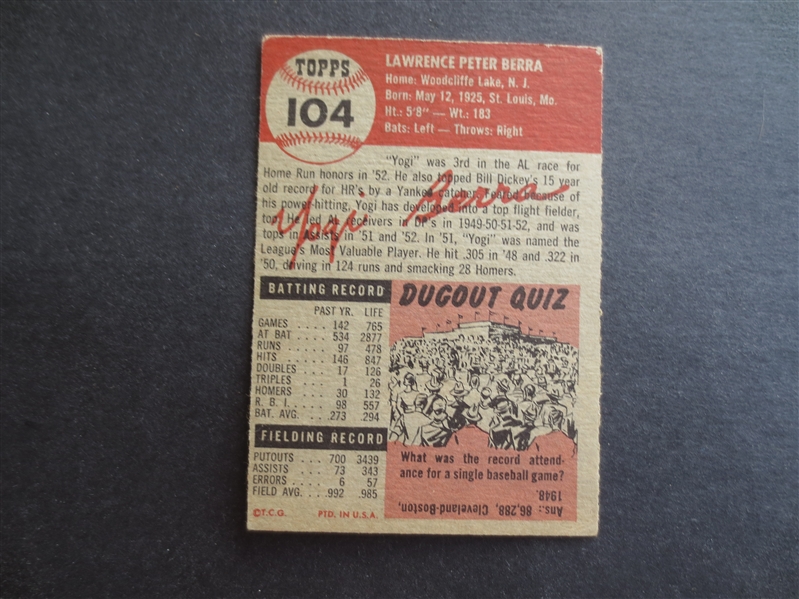 TOPPS
104
LAWRENCE PETER BERRA
Home: Woodcliffe Lake, N. J.
Born: May 12, 1925, St. Louis, Mo.
Ht.: 5'8" — Wt.: 183
Bats: Left — Throws: Right
"Yogi" was 3rd in the AL race for
Home Run honors in '52. He also topped Bill Dickey's 15 year
old record for HR's by a Yankee catcher. Feared because of
his power hitting, Yogi has developed into a top flight fielder,
too. He led AL receivers in DP's in 1949-50-51-52, and was
tops in Assists in '51 and '52. In '51, "Yogi" was named the
League's Most Valuable Player. He hit .305 in '48 and .322 in
'50, driving in 124 runs and smacking 28 Homers.
Yogi Berra
BATTING RECORD
PAST YR. LIFE
GAMES . . . . . 142 765
AT BAT . . . . 534 2877
RUNS . . . . . 97 478
HITS . . . . . 146 847
DOUBLES . . . 17 126
TRIPLES . . . . 1 26
HOMERS . . . . 30 132
R. B. I. . . . . . 98 557
BAT. AVG. . . .273 .294
FIELDING RECORD
PUTOUTS . . . 700 3439
ASSISTS . . . . 73 343
ERRORS . . . . 6 57
FIELD AVG. . .992 .985
©T.C.G. PTD. IN U.S.A.
DUGOUT QUIZ
What was the record attend-
ance for a single baseball game?
Ans.: 86,288, Cleveland-Boston,
1948.